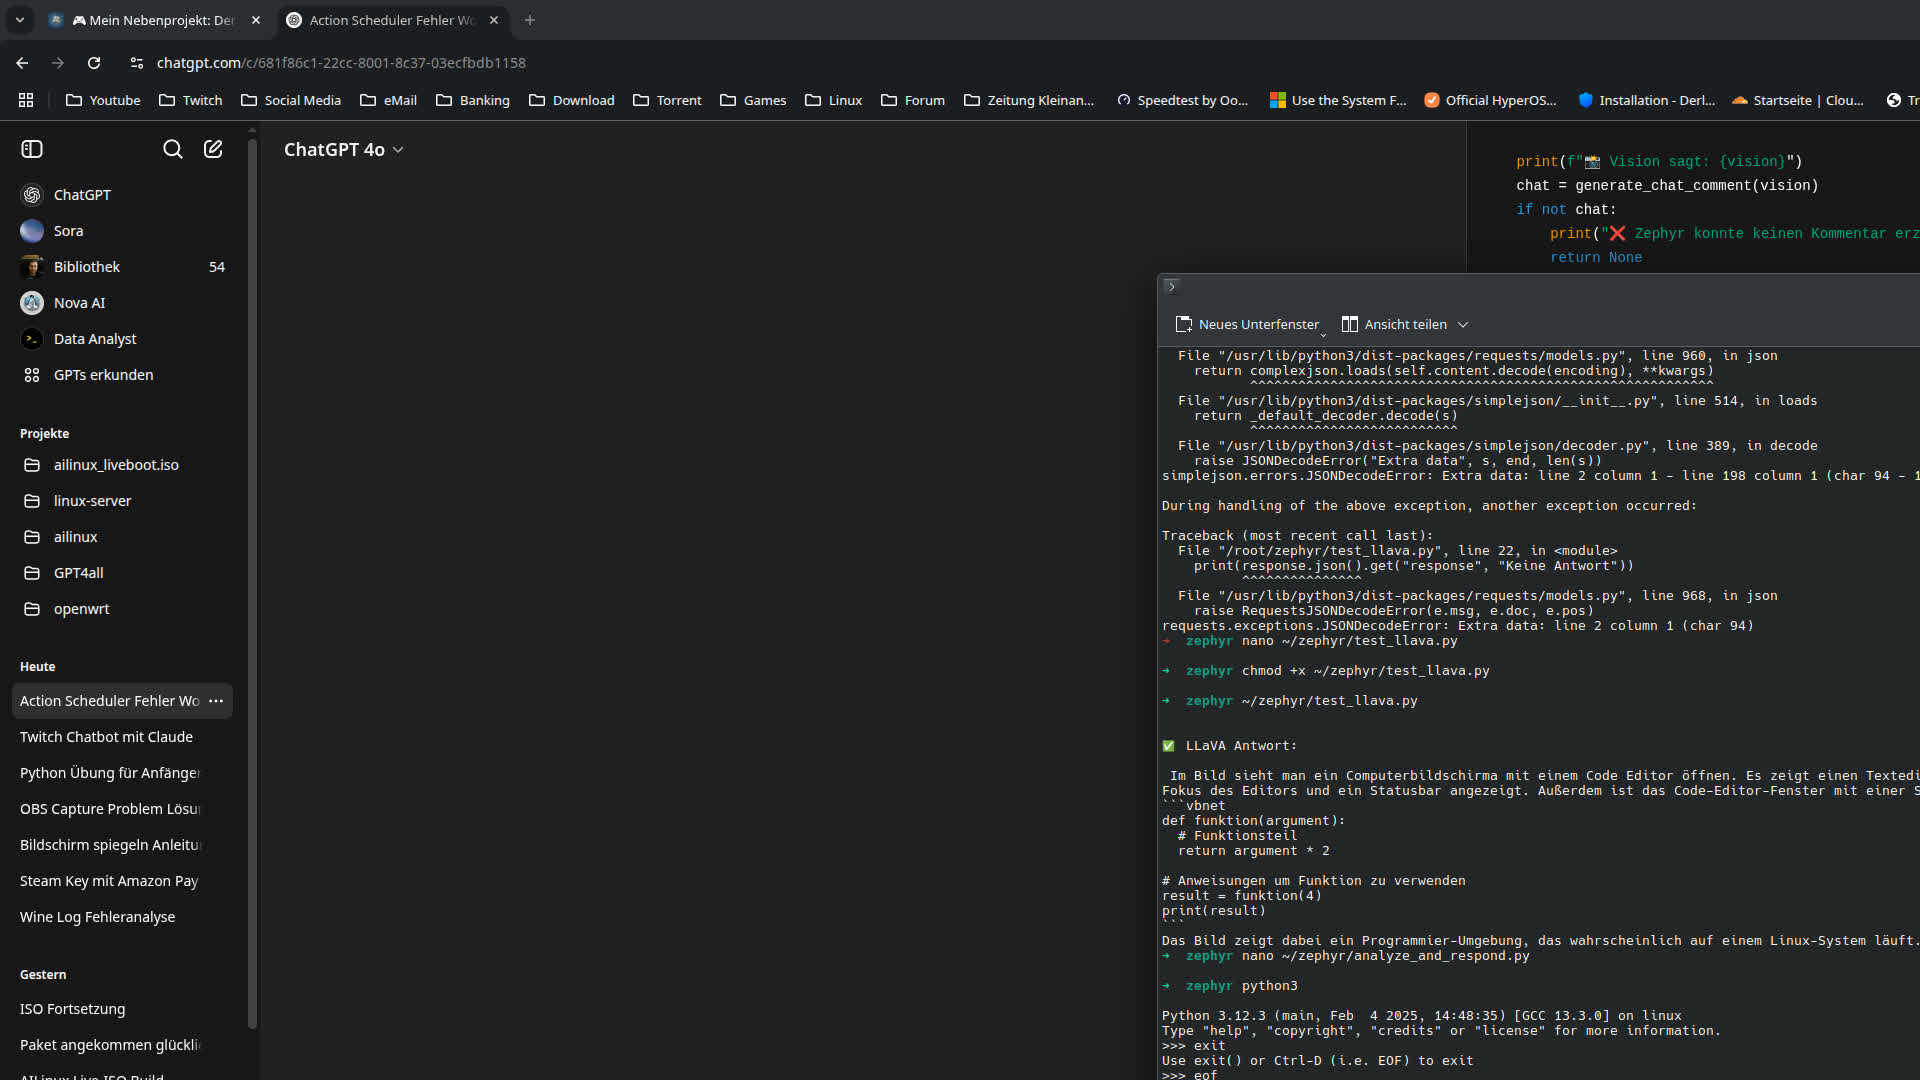 🎮 Mein Nebenprojekt: Der
Action Scheduler Fehler Wo
chatgpt.com/c/681f86c1-22cc-8001-8c37-03ecfbdb1158
Youtube
Twitch
Social Media
eMail
Banking
Download
Torrent
Games
Linux
Forum
Zeitung Kleinan...
Speedtest by Oo...
Use the System F...
Official HyperOS...
Installation - Derl...
Startseite | Clou...
Tr
ChatGPT
Sora
Bibliothek 54
Nova AI
Data Analyst
GPTs erkunden
Projekte
ailinux_liveboot.iso
linux-server
ailinux
GPT4all
openwrt
Heute
Action Scheduler Fehler Wo
Twitch Chatbot mit Claude
Python Übung für Anfänger
OBS Capture Problem Lösu
Bildschirm spiegeln Anleitu
Steam Key mit Amazon Pay
Wine Log Fehleranalyse
Gestern
ISO Fortsetzung
Paket angekommen glückli
AILinux Live ISO Build
ChatGPT 4o
print(f"📸 Vision sagt: {vision}")
chat = generate_chat_comment(vision)
if not chat:
    print("❌ Zephyr konnte keinen Kommentar erz
    return None
Neues Unterfenster
Ansicht teilen
  File "/usr/lib/python3/dist-packages/requests/models.py", line 960, in json
    return complexjson.loads(self.content.decode(encoding), **kwargs)
           ^^^^^^^^^^^^^^^^^^^^^^^^^^^^^^^^^^^^^^^^^^^^^^^^^^^^^^^^^^
  File "/usr/lib/python3/dist-packages/simplejson/__init__.py", line 514, in loads
    return _default_decoder.decode(s)
           ^^^^^^^^^^^^^^^^^^^^^^^^^^
  File "/usr/lib/python3/dist-packages/simplejson/decoder.py", line 389, in decode
    raise JSONDecodeError("Extra data", s, end, len(s))
simplejson.errors.JSONDecodeError: Extra data: line 2 column 1 - line 198 column 1 (char 94 - 1
During handling of the above exception, another exception occurred:
Traceback (most recent call last):
  File "/root/zephyr/test_llava.py", line 22, in <module>
    print(response.json().get("response", "Keine Antwort"))
          ^^^^^^^^^^^^^^^
  File "/usr/lib/python3/dist-packages/requests/models.py", line 968, in json
    raise RequestsJSONDecodeError(e.msg, e.doc, e.pos)
requests.exceptions.JSONDecodeError: Extra data: line 2 column 1 (char 94)
➜  zephyr nano ~/zephyr/test_llava.py
➜  zephyr chmod +x ~/zephyr/test_llava.py
➜  zephyr ~/zephyr/test_llava.py
✅ LLaVA Antwort:
 Im Bild sieht man ein Computerbildschirma mit einem Code Editor öffnen. Es zeigt einen Textedi
Fokus des Editors und ein Statusbar angezeigt. Außerdem ist das Code-Editor-Fenster mit einer S
```vbnet
def funktion(argument):
  # Funktionsteil
  return argument * 2
# Anweisungen um Funktion zu verwenden
result = funktion(4)
print(result)
```
Das Bild zeigt dabei ein Programmier-Umgebung, das wahrscheinlich auf einem Linux-System läuft.
➜  zephyr nano ~/zephyr/analyze_and_respond.py
➜  zephyr python3
Python 3.12.3 (main, Feb  4 2025, 14:48:35) [GCC 13.3.0] on linux
Type "help", "copyright", "credits" or "license" for more information.
>>> exit
Use exit() or Ctrl-D (i.e. EOF) to exit
>>> eof